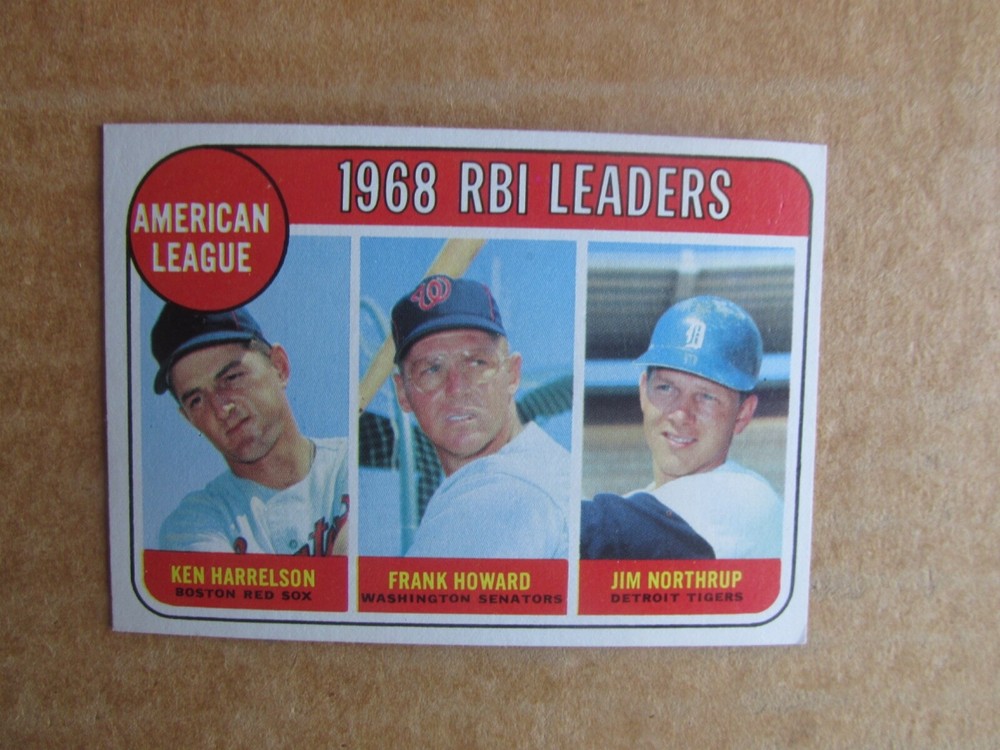 1968 RBI LEADERS
AMERICAN
LEAGUE
W
D
KEN HARRELSON
BOSTON RED SOX
FRANK HOWARD
WASHINGTON SENATORS
JIM NORTHRUP
DETROIT TIGERS